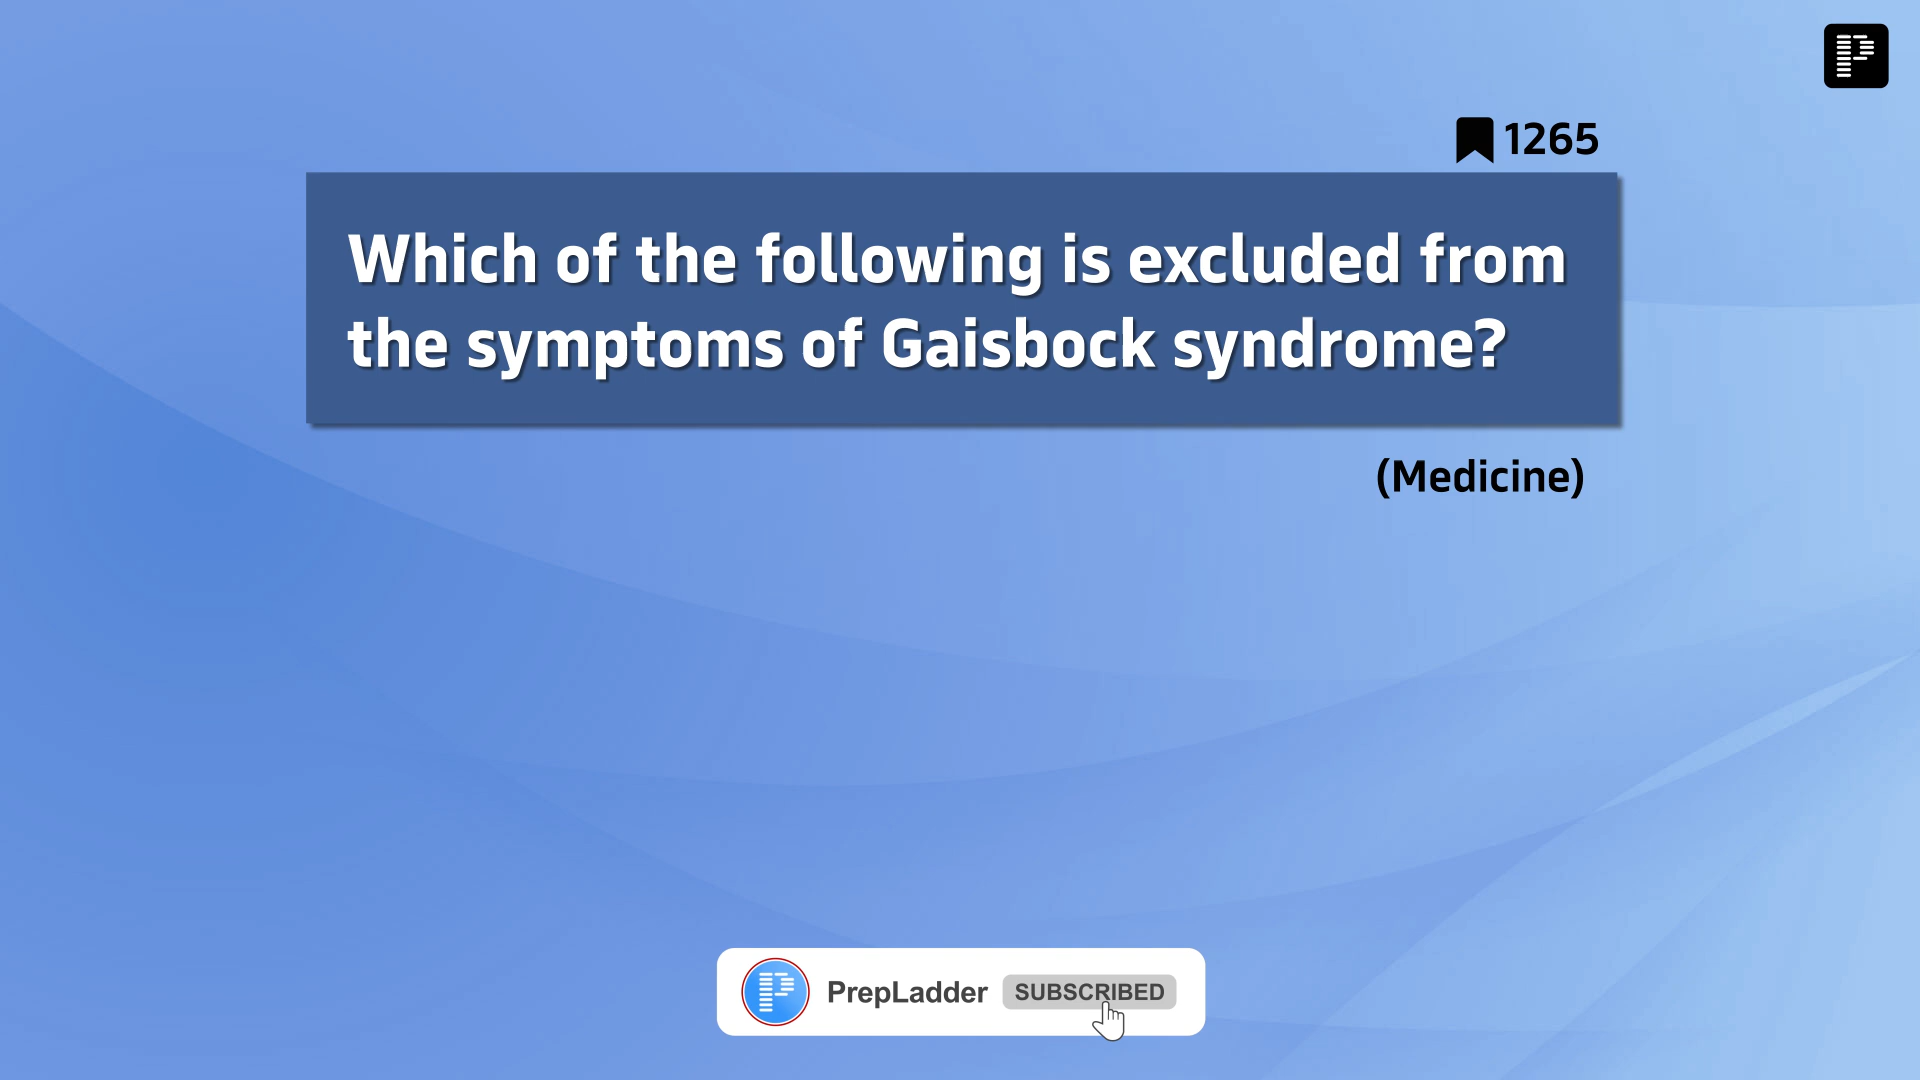 1265
Which of the following is excluded from
the symptoms of Gaisbock syndrome?
(Medicine)
PrepLadder SUBSCRIBED